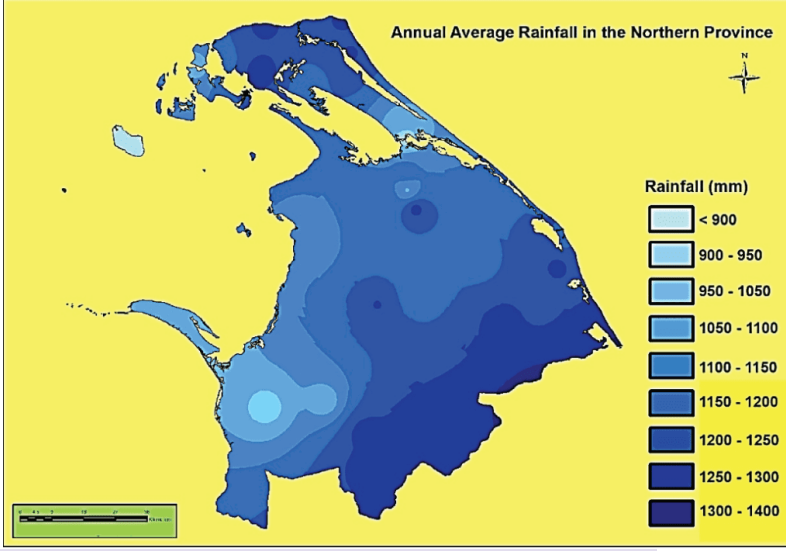 Annual Average Rainfall in the Northern Province
N
Rainfall (mm)
< 900
900 - 950
950 - 1050
1050 - 1100
1100 - 1150
1150 - 1200
1200 - 1250
1250 - 1300
1300 - 1400